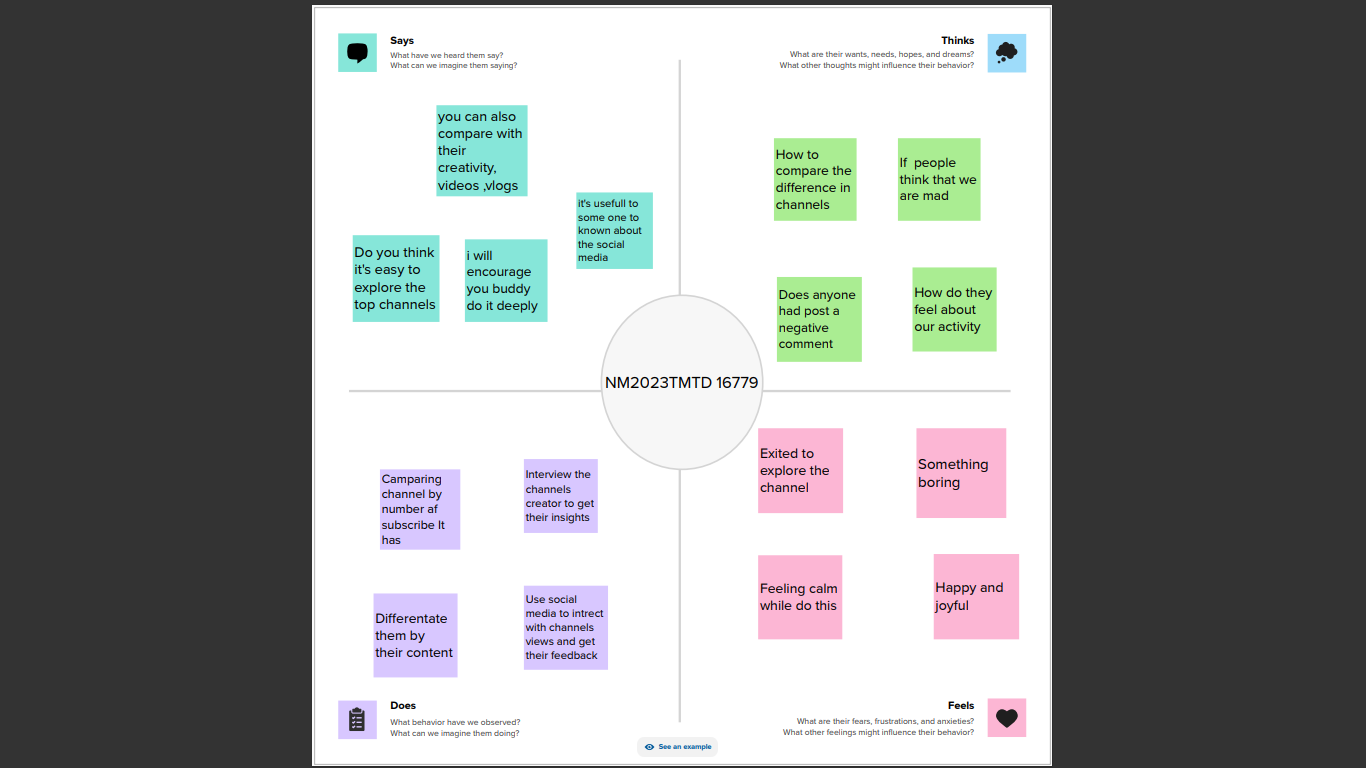 Says
What have we heard them say?
What can we imagine them saying?
Thinks
What are their wants, needs, hopes, and dreams?
What other thoughts might influence their behavior?
you can also
compare with
their
creativity,
videos ,vlogs
it's usefull to
some one to
known about
the social
media
Do you think
it's easy to
explore the
top channels
i will
encourage
you buddy
do it deeply
How to
compare the
difference in
channels
If people
think that we
are mad
Does anyone
had post a
negative
comment
How do they
feel about
our activity
NM2023TMTD 16779
Camparing
channel by
number af
subscribe It
has
Interview the
channels
creator to get
their insights
Differentate
them by
their content
Use social
media to intrect
with channels
views and get
their feedback
Exited to
explore the
channel
Something
boring
Feeling calm
while do this
Happy and
joyful
Does
What behavior have we observed?
What can we imagine them doing?
Feels
What are their fears, frustrations, and anxieties?
What other feelings might influence their behavior?
See an example